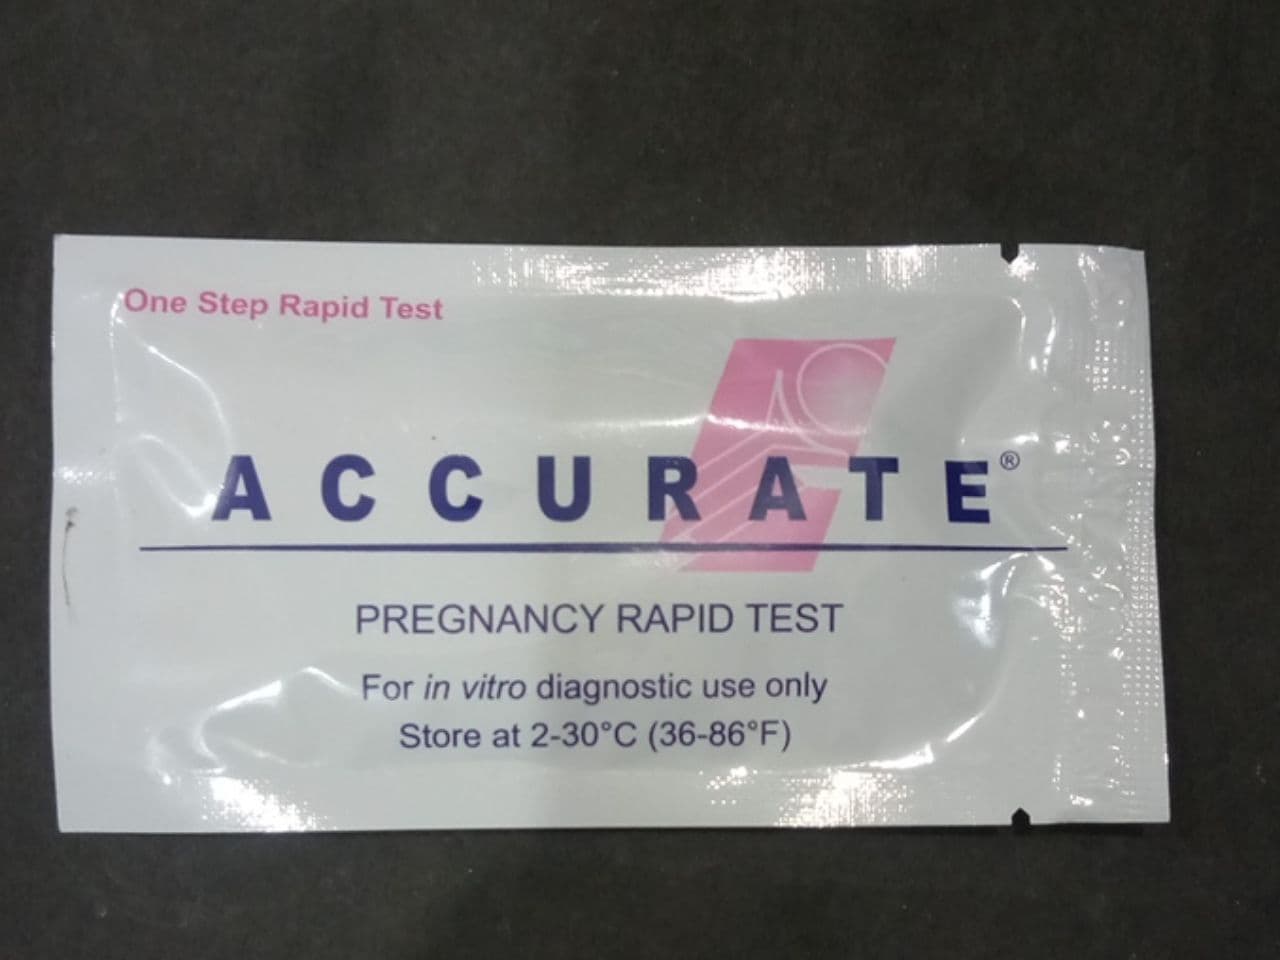 One Step Rapid Test
ACCURATE®
PREGNANCY RAPID TEST
For in vitro diagnostic use only
Store at 2-30°C (36-86°F)